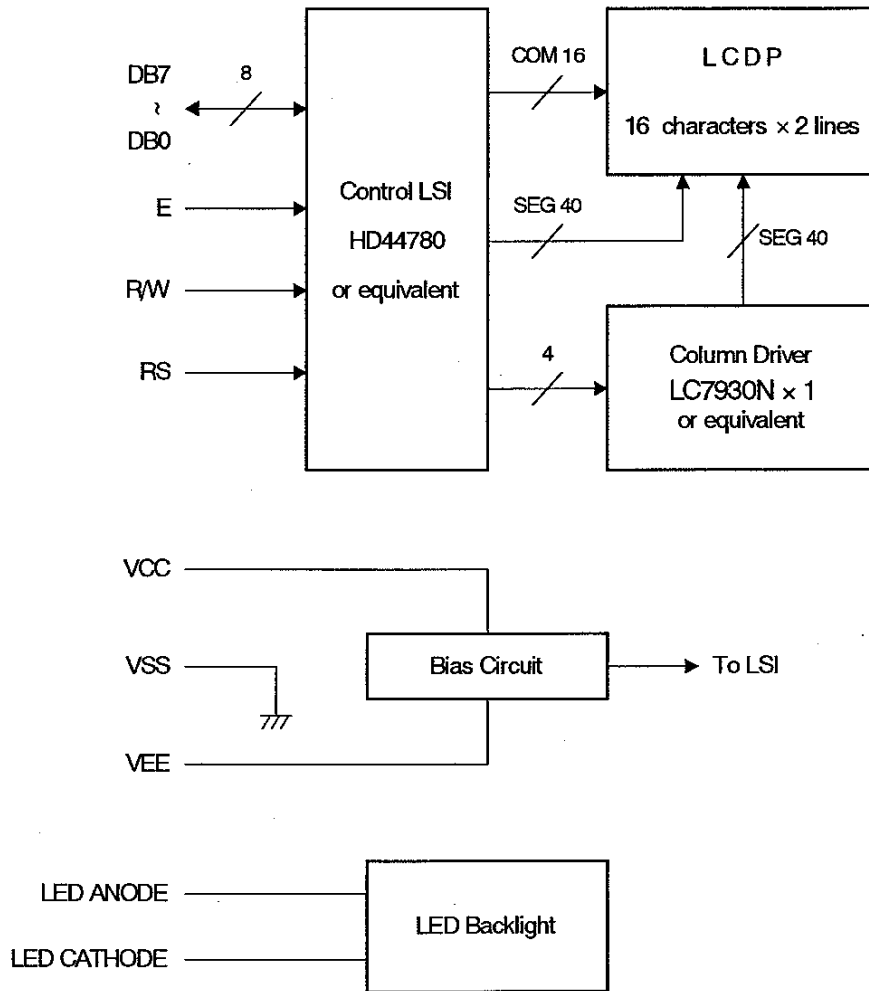 DB7
~
DB0
8
E
R/W
RS
Control LSI
HD44780
or equivalent
COM 16
SEG 40
4
LCDP
16 characters × 2 lines
SEG 40
Column Driver
LC7930N × 1
or equivalent
VCC
VSS
VEE
Bias Circuit
To LSI
LED ANODE
LED CATHODE
LED Backlight